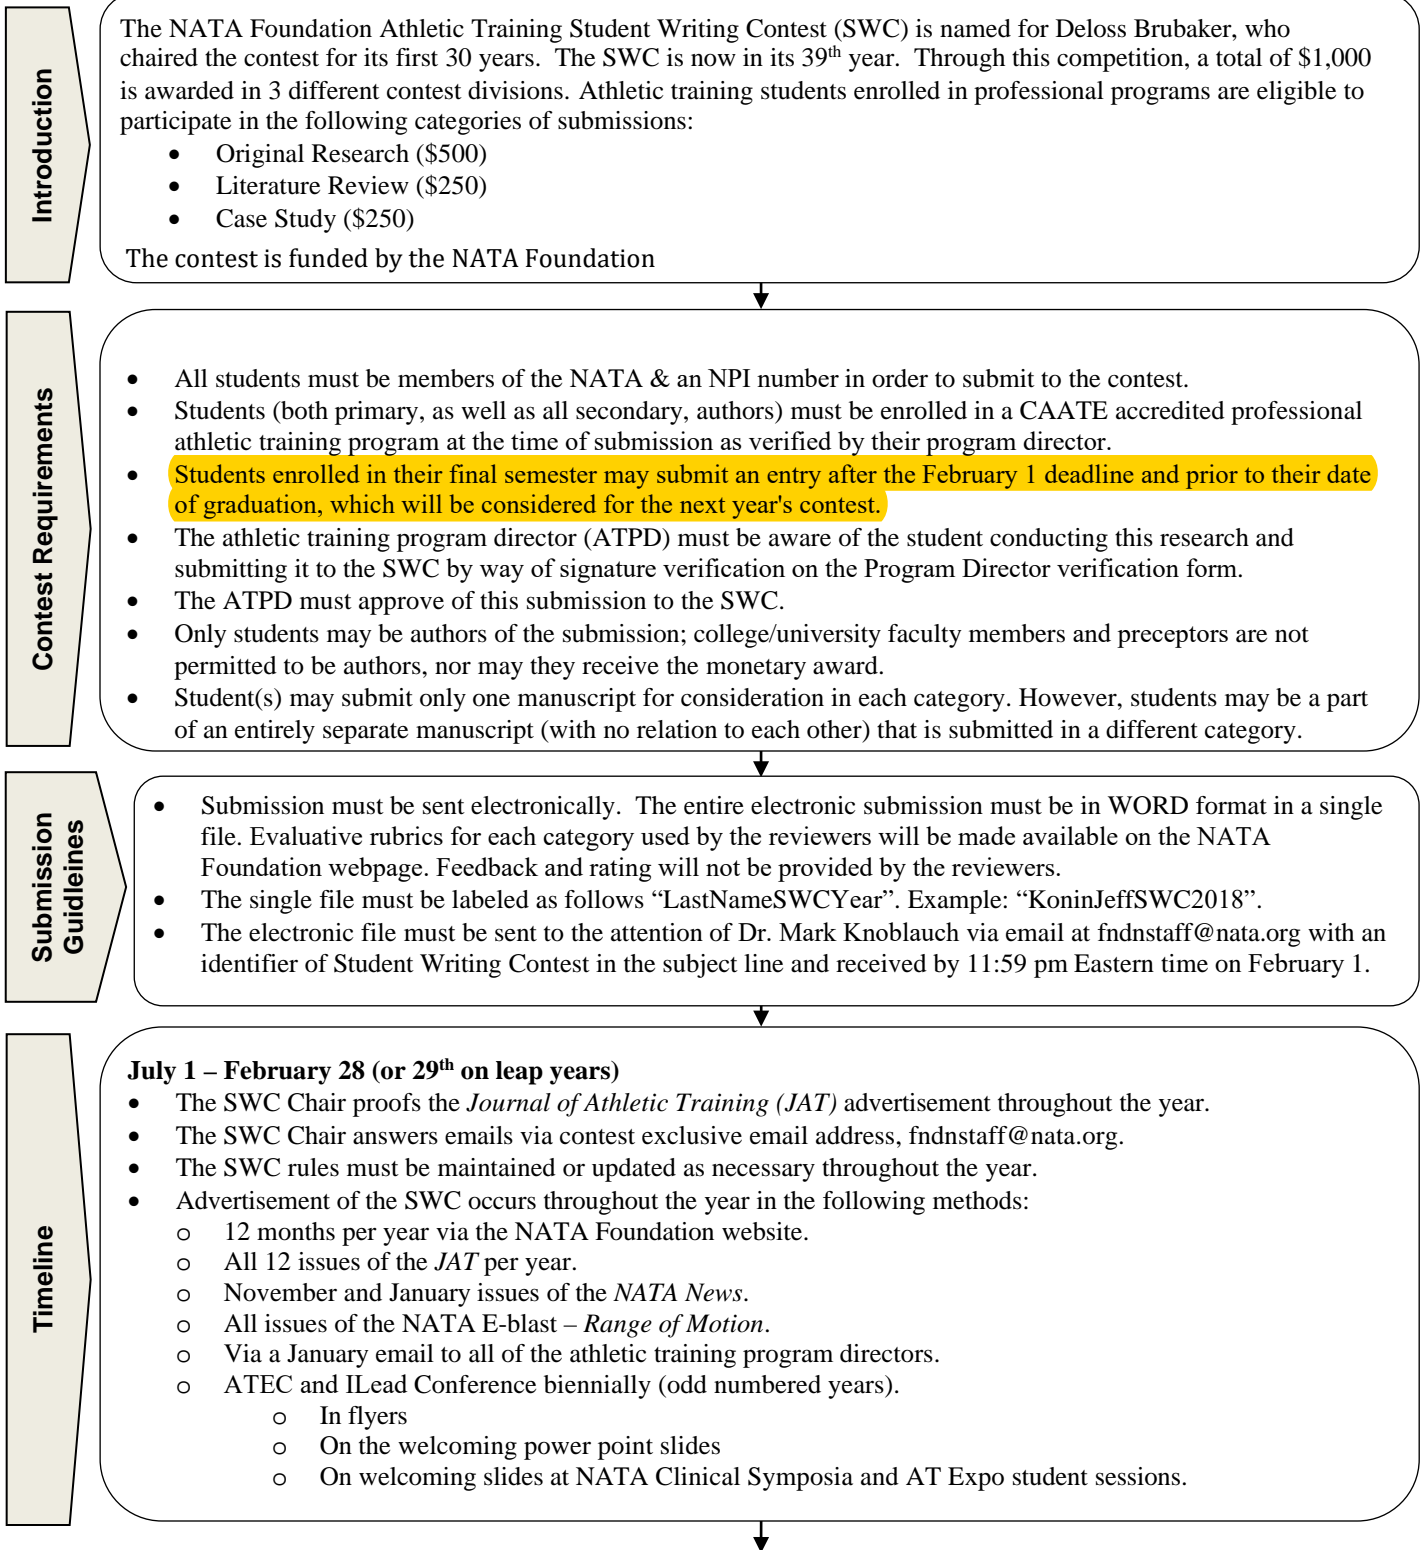 Introduction
The NATA Foundation Athletic Training Student Writing Contest (SWC) is named for Deloss Brubaker, who
chaired the contest for its first 30 years.  The SWC is now in its 39th year.  Through this competition, a total of $1,000
is awarded in 3 different contest divisions. Athletic training students enrolled in professional programs are eligible to
participate in the following categories of submissions:
• Original Research ($500)
• Literature Review ($250)
• Case Study ($250)
The contest is funded by the NATA Foundation
Contest Requirements
• All students must be members of the NATA & an NPI number in order to submit to the contest.
• Students (both primary, as well as all secondary, authors) must be enrolled in a CAATE accredited professional
athletic training program at the time of submission as verified by their program director.
• Students enrolled in their final semester may submit an entry after the February 1 deadline and prior to their date
of graduation, which will be considered for the next year's contest.
• The athletic training program director (ATPD) must be aware of the student conducting this research and
submitting it to the SWC by way of signature verification on the Program Director verification form.
• The ATPD must approve of this submission to the SWC.
• Only students may be authors of the submission; college/university faculty members and preceptors are not
permitted to be authors, nor may they receive the monetary award.
• Student(s) may submit only one manuscript for consideration in each category. However, students may be a part
of an entirely separate manuscript (with no relation to each other) that is submitted in a different category.
Submission
Guidleines
• Submission must be sent electronically.  The entire electronic submission must be in WORD format in a single
file. Evaluative rubrics for each category used by the reviewers will be made available on the NATA
Foundation webpage. Feedback and rating will not be provided by the reviewers.
• The single file must be labeled as follows “LastNameSWCYear”. Example: “KoninJeffSWC2018”.
• The electronic file must be sent to the attention of Dr. Mark Knoblauch via email at fndnstaff@nata.org with an
identifier of Student Writing Contest in the subject line and received by 11:59 pm Eastern time on February 1.
Timeline
July 1 – February 28 (or 29th on leap years)
• The SWC Chair proofs the Journal of Athletic Training (JAT) advertisement throughout the year.
• The SWC Chair answers emails via contest exclusive email address, fndnstaff@nata.org.
• The SWC rules must be maintained or updated as necessary throughout the year.
• Advertisement of the SWC occurs throughout the year in the following methods:
o 12 months per year via the NATA Foundation website.
o All 12 issues of the JAT per year.
o November and January issues of the NATA News.
o All issues of the NATA E-blast – Range of Motion.
o Via a January email to all of the athletic training program directors.
o ATEC and ILead Conference biennially (odd numbered years).
o In flyers
o On the welcoming power point slides
o On welcoming slides at NATA Clinical Symposia and AT Expo student sessions.